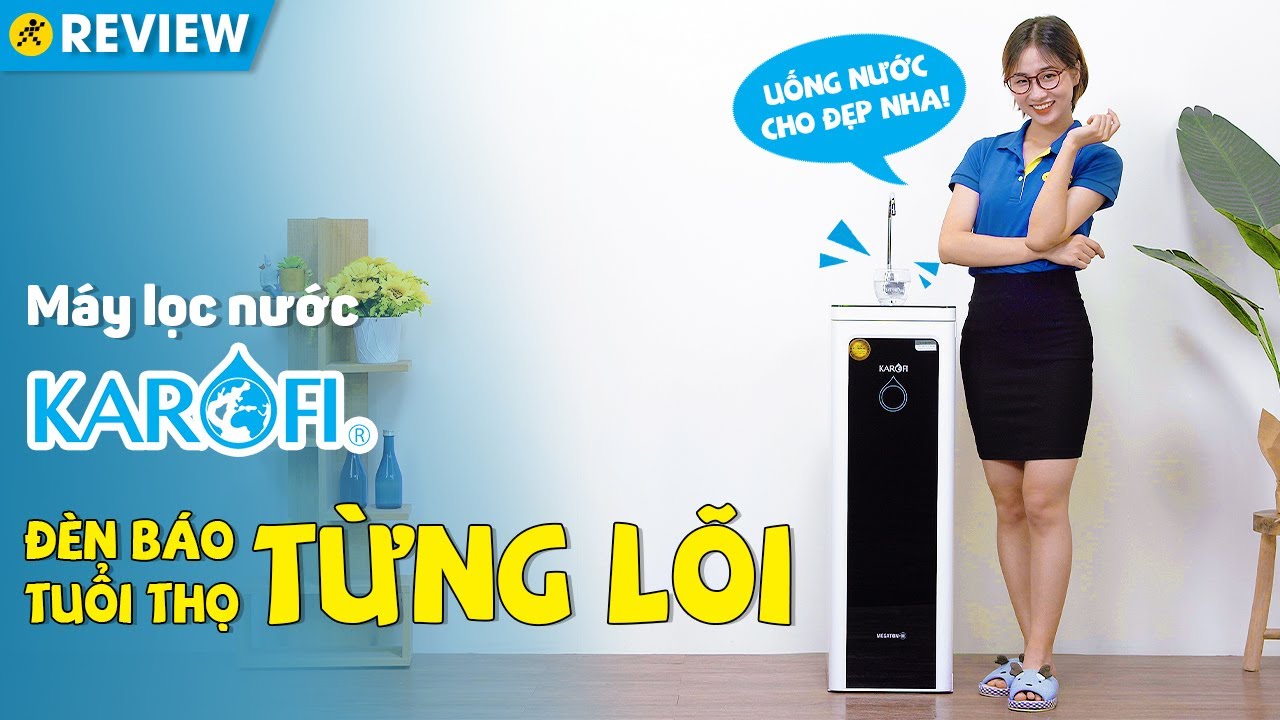 REVIEW
UỐNG NƯỚC
CHO ĐẸP NHA!
Máy lọc nước
KAROFI®
ĐÈN BÁO
TUỔI THỌ
TỪNG LÕI
KAROFI